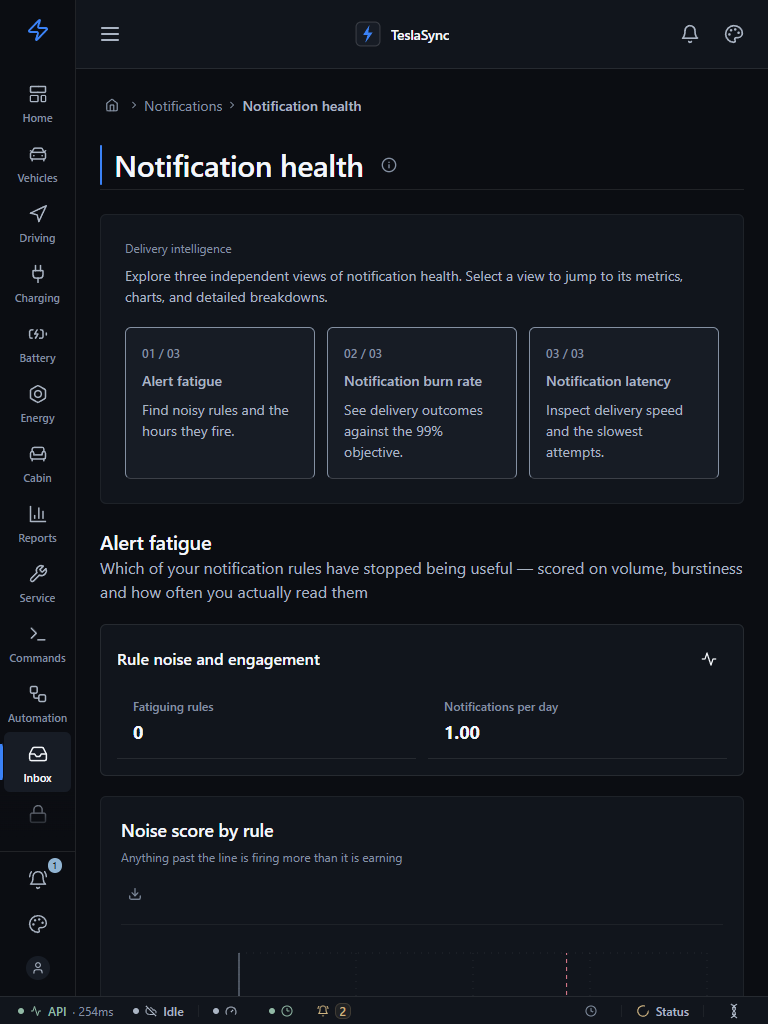 TeslaSync
Home
Vehicles
Driving
Charging
Battery
Energy
Cabin
Reports
Service
Commands
Automation
Inbox
1
Notifications
Notification health
Notification health
Delivery intelligence
Explore three independent views of notification health. Select a view to jump to its metrics,
charts, and detailed breakdowns.
01 / 03
Alert fatigue
Find noisy rules and the
hours they fire.
02 / 03
Notification burn rate
See delivery outcomes
against the 99%
objective.
03 / 03
Notification latency
Inspect delivery speed
and the slowest
attempts.
Alert fatigue
Which of your notification rules have stopped being useful — scored on volume, burstiness
and how often you actually read them
Rule noise and engagement
Fatiguing rules
0
Notifications per day
1.00
Noise score by rule
Anything past the line is firing more than it is earning
API · 254ms
Idle
2
Status